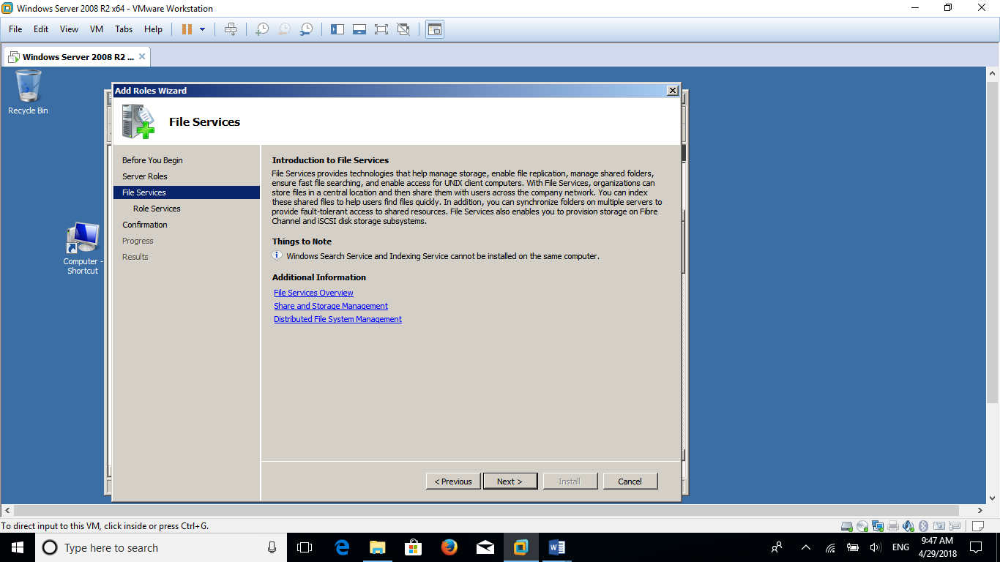 Windows Server 2008 R2 x64 - VMware Workstation
File Edit View VM Tabs Help
Windows Server 2008 R2 ...
Recycle Bin
Computer - Shortcut
Add Roles Wizard
File Services
Before You Begin
Server Roles
File Services
Role Services
Confirmation
Progress
Results
Introduction to File Services
File Services provides technologies that help manage storage, enable file replication, manage shared folders,
ensure fast file searching, and enable access for UNIX client computers. With File Services, organizations can
store files in a central location and then share them with users across the company network. You can index
these shared files to help users find files quickly. In addition, you can synchronize folders on multiple servers to
provide fault-tolerant access to shared resources. File Services also enables you to provision storage on Fibre
Channel and iSCSI disk storage subsystems.
Things to Note
Windows Search Service and Indexing Service cannot be installed on the same computer.
Additional Information
File Services Overview
Share and Storage Management
Distributed File System Management
< Previous Next > Install Cancel
To direct input to this VM, click inside or press Ctrl+G.
Type here to search
ENG
9:47 AM
4/29/2018